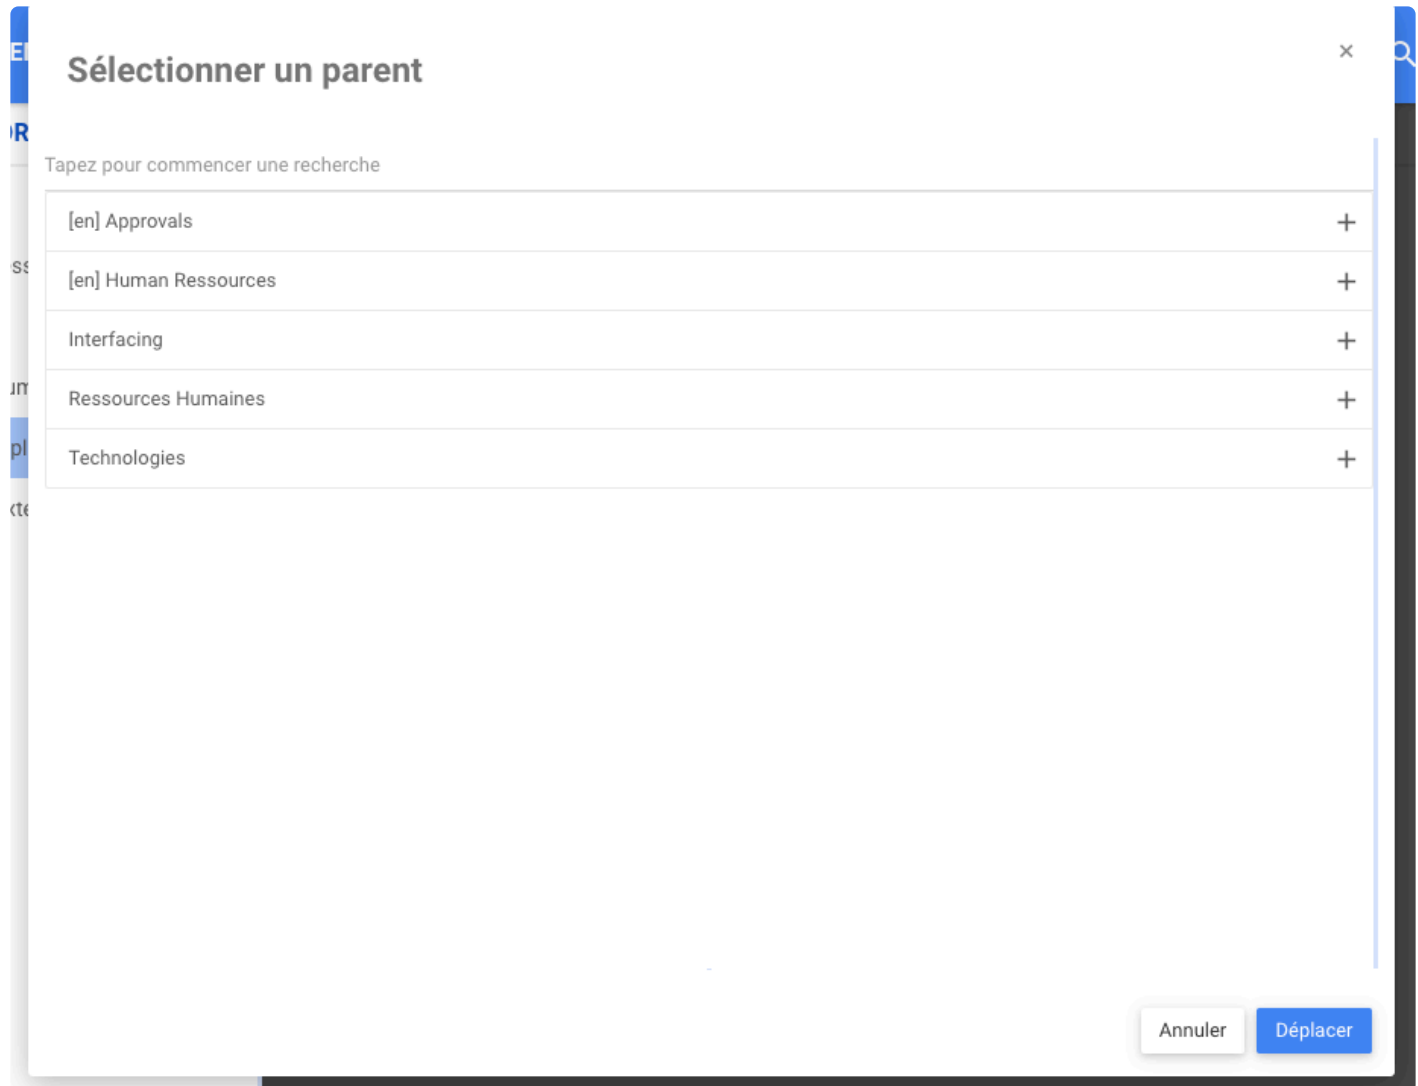 Sélectionner un parent
Tapez pour commencer une recherche
[en] Approvals
[en] Human Ressources
Interfacing
Ressources Humaines
Technologies
Annuler
Déplacer